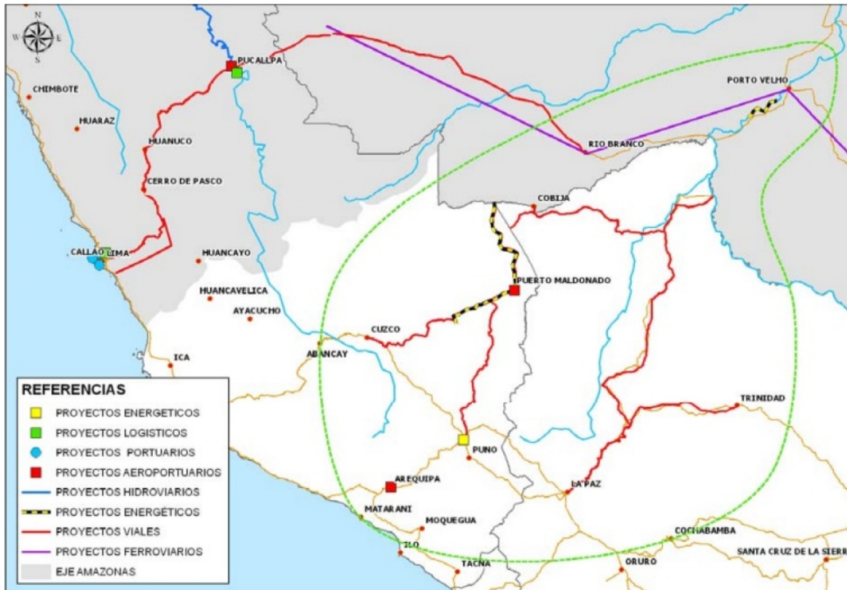 N
W
E
S
PUCALLPA
CHIMBOTE
PORTO VELHO
HUARAZ
HUANUCO
RIO BRANCO
CERRO DE PASCO
COBIJA
CALLAO
LIMA
HUANCAYO
PUERTO MALDONADO
HUANCAVELICA
AYACUCHO
CUZCO
ABANCAY
ICA
TRINIDAD
PUNO
AREQUIPA
LA PAZ
MATARANI
MOQUEGUA
COCHABAMBA
ILO
SANTA CRUZ DE LA SIERR
TACNA
ORURO
REFERENCIAS
PROYECTOS ENERGÉTICOS
PROYECTOS LOGISTICOS
PROYECTOS PORTUARIOS
PROYECTOS AEROPORTUARIOS
PROYECTOS HIDROVIARIOS
PROYECTOS ENERGÉTICOS
PROYECTOS VIALES
PROYECTOS FERROVIARIOS
EJE AMAZONAS